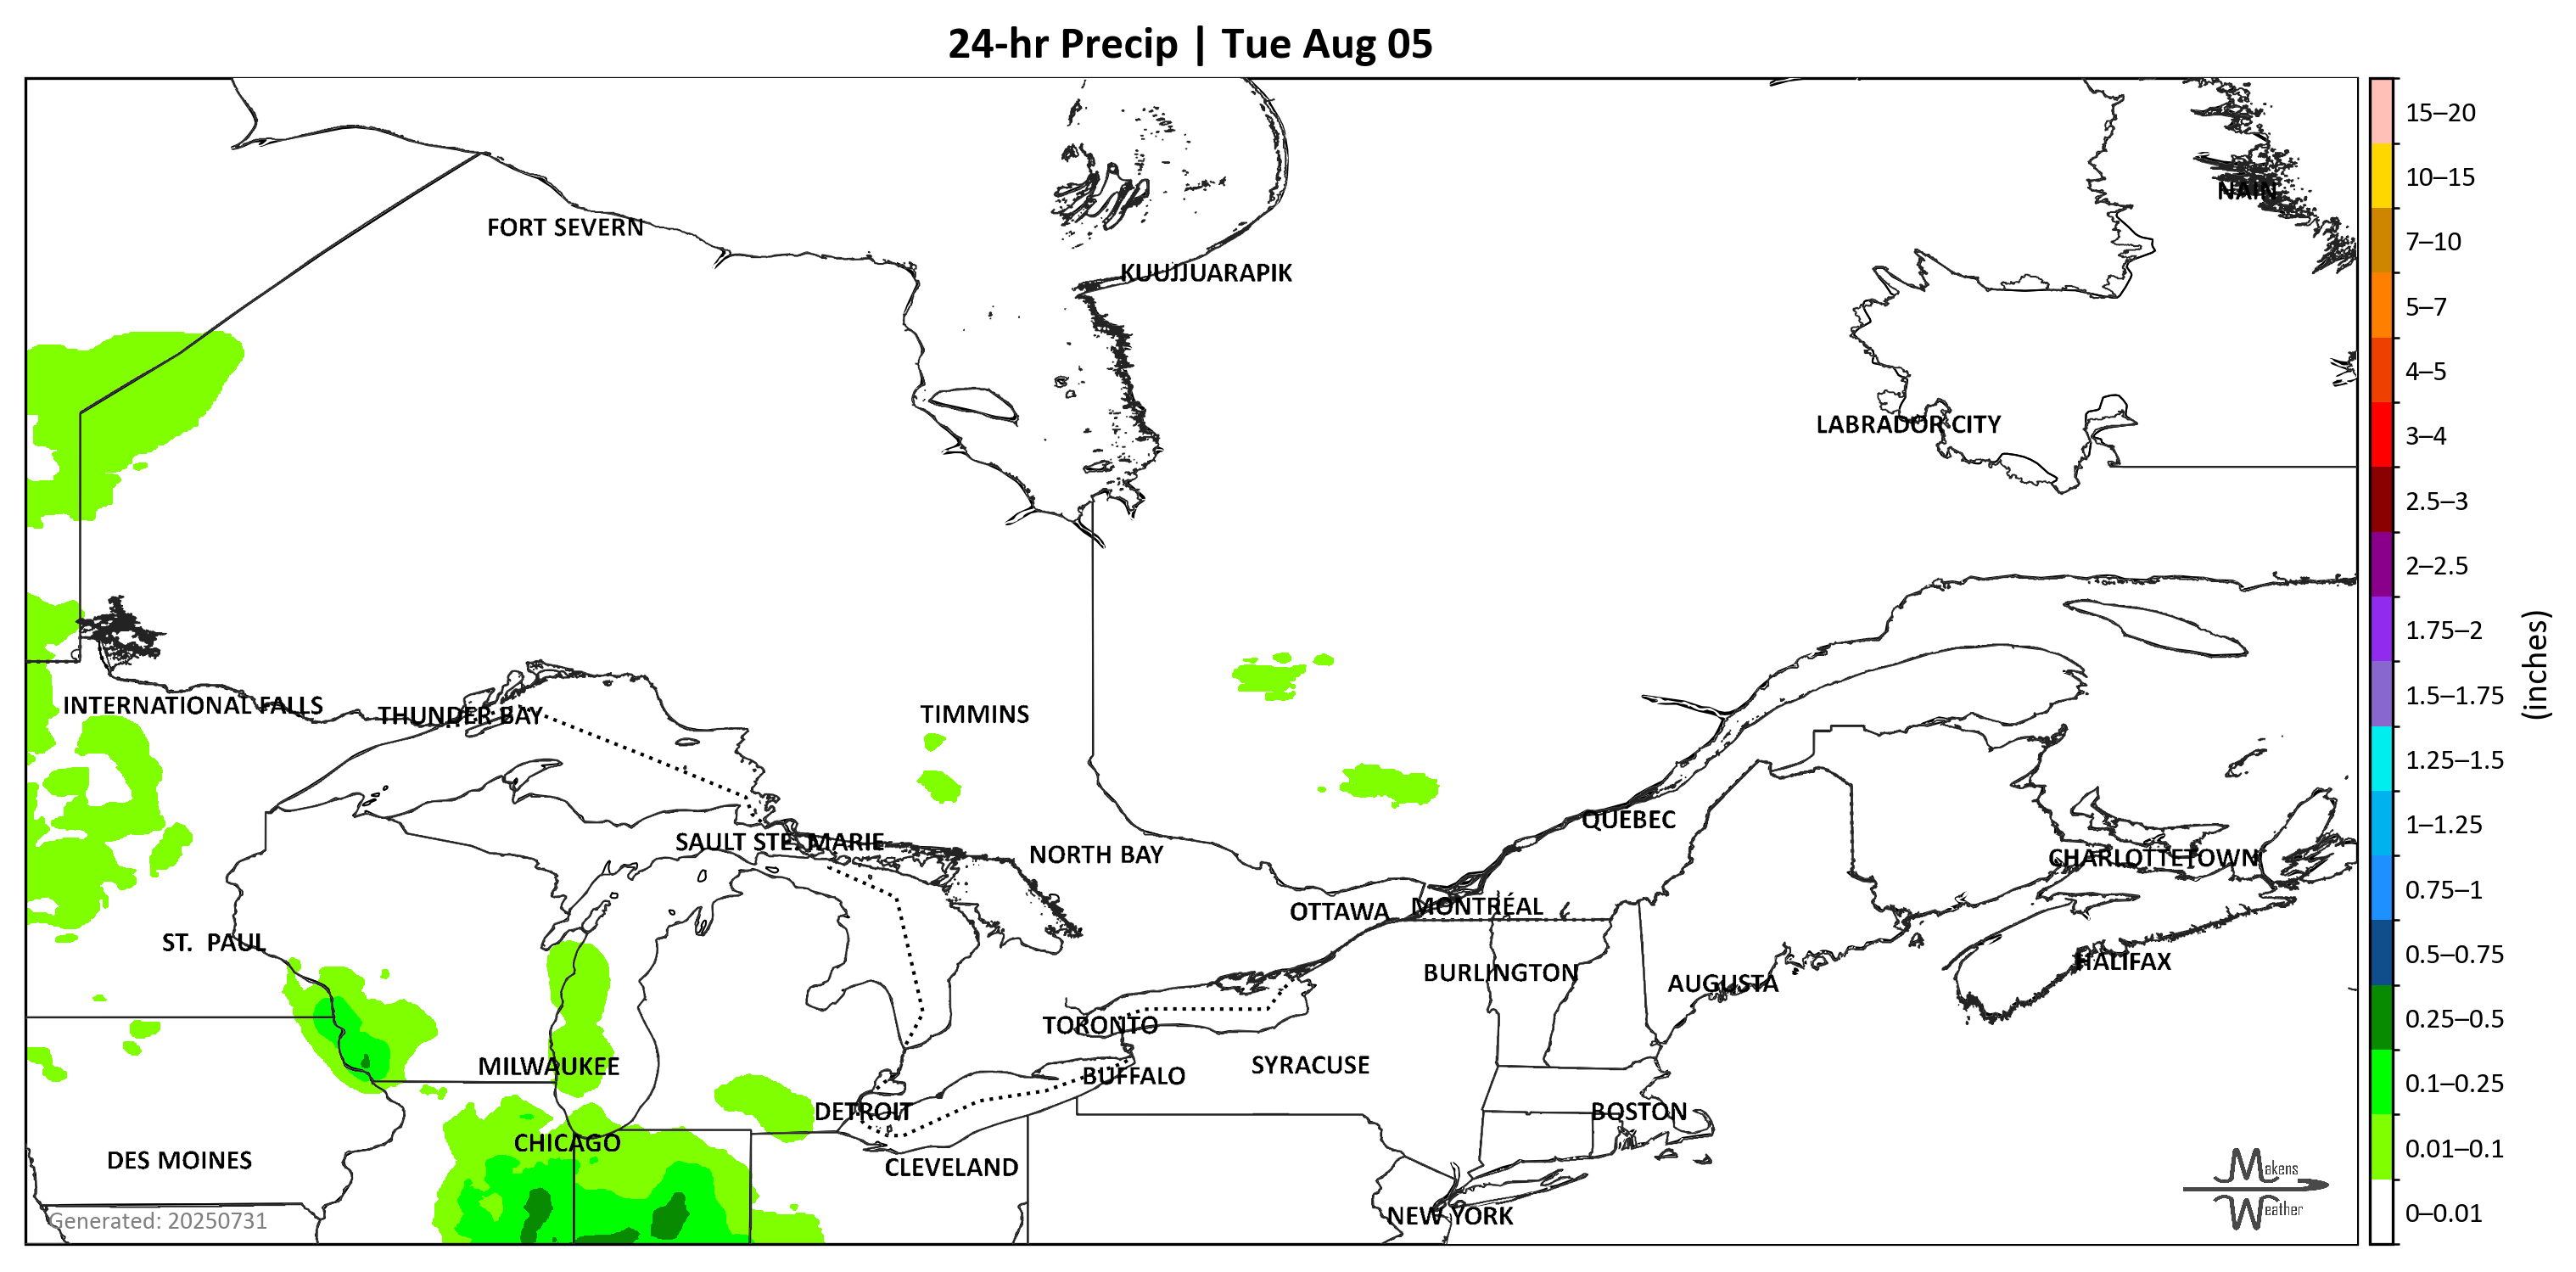 24-hr Precip | Tue Aug 05
15–20
NAIN
10–15
FORT SEVERN
7–10
KUUJJUARAPIK
5–7
4–5
LABRADOR CITY
3–4
2.5–3
2–2.5
1.75–2
(inches)
INTERNATIONAL FALLS
THUNDER BAY
TIMMINS
1.5–1.75
1.25–1.5
QUEBEC
1–1.25
SAULT STE. MARIE
NORTH BAY
CHARLOTTETOWN
0.75–1
OTTAWA
MONTRÉAL
ST. PAUL
BURLINGTON
AUGUSTA
HALIFAX
0.5–0.75
TORONTO
0.25–0.5
MILWAUKEE
BUFFALO
SYRACUSE
0.1–0.25
DETROIT
BOSTON
CHICAGO
0.01–0.1
DES MOINES
CLEVELAND
Makens
Weather
Generated: 20250731
NEW YORK
0–0.01